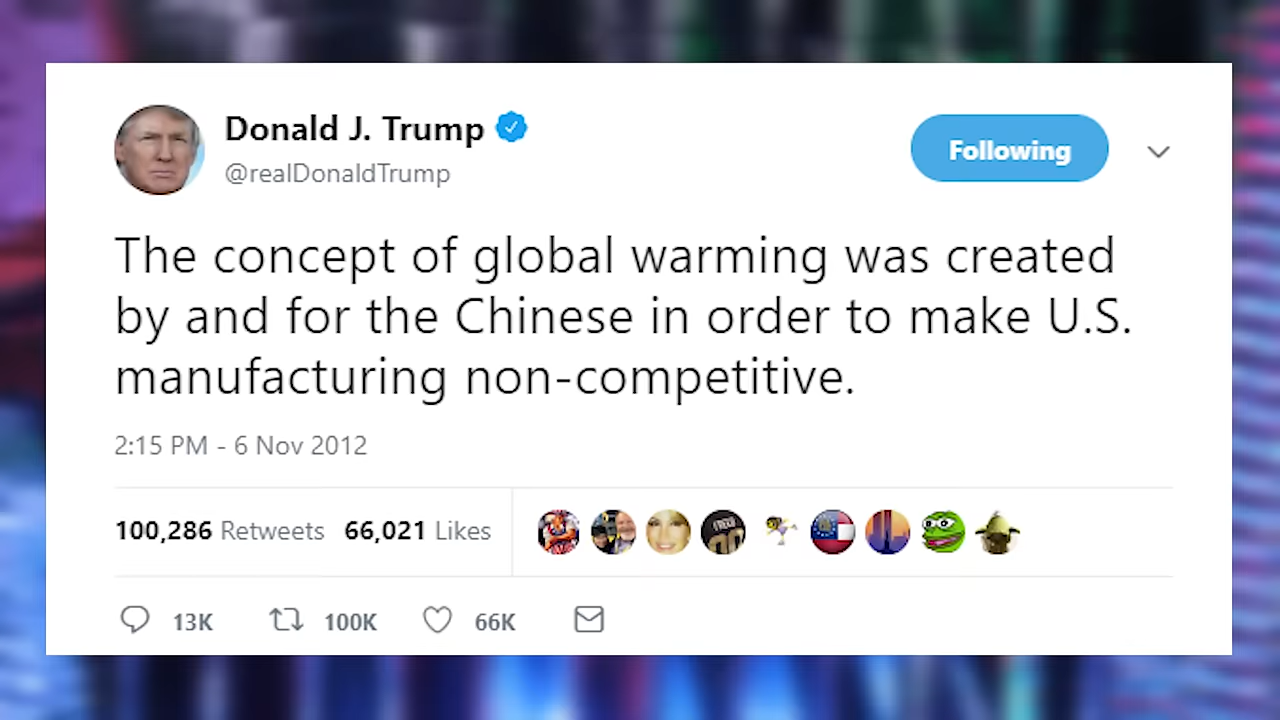 Donald J. Trump
@realDonaldTrump
Following
The concept of global warming was created
by and for the Chinese in order to make U.S.
manufacturing non-competitive.
2:15 PM - 6 Nov 2012
100,286 Retweets 66,021 Likes
13K 100K 66K